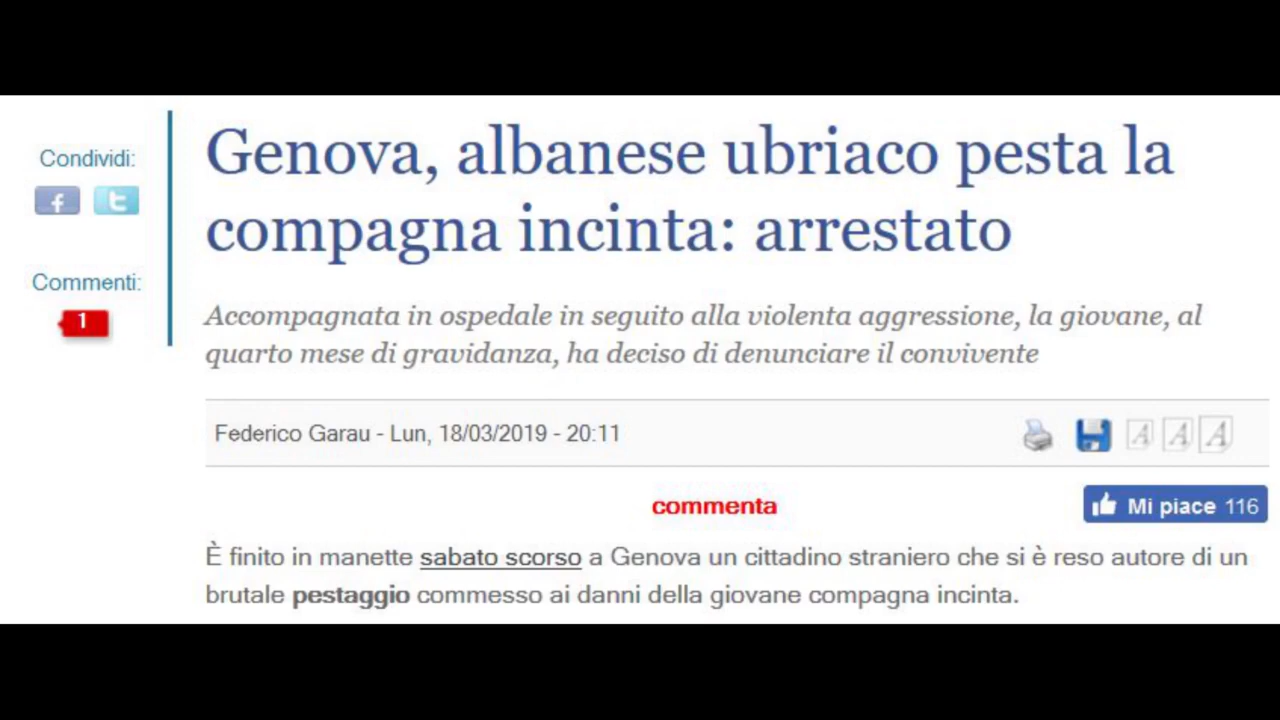 Condividi:
f t
Commenti:
1
Genova, albanese ubriaco pesta la
compagna incinta: arrestato
Accompagnata in ospedale in seguito alla violenta aggressione, la giovane, al
quarto mese di gravidanza, ha deciso di denunciare il convivente
Federico Garau - Lun, 18/03/2019 - 20:11
A A A
commenta
Mi piace 116
È finito in manette sabato scorso a Genova un cittadino straniero che si è reso autore di un
brutale pestaggio commesso ai danni della giovane compagna incinta.